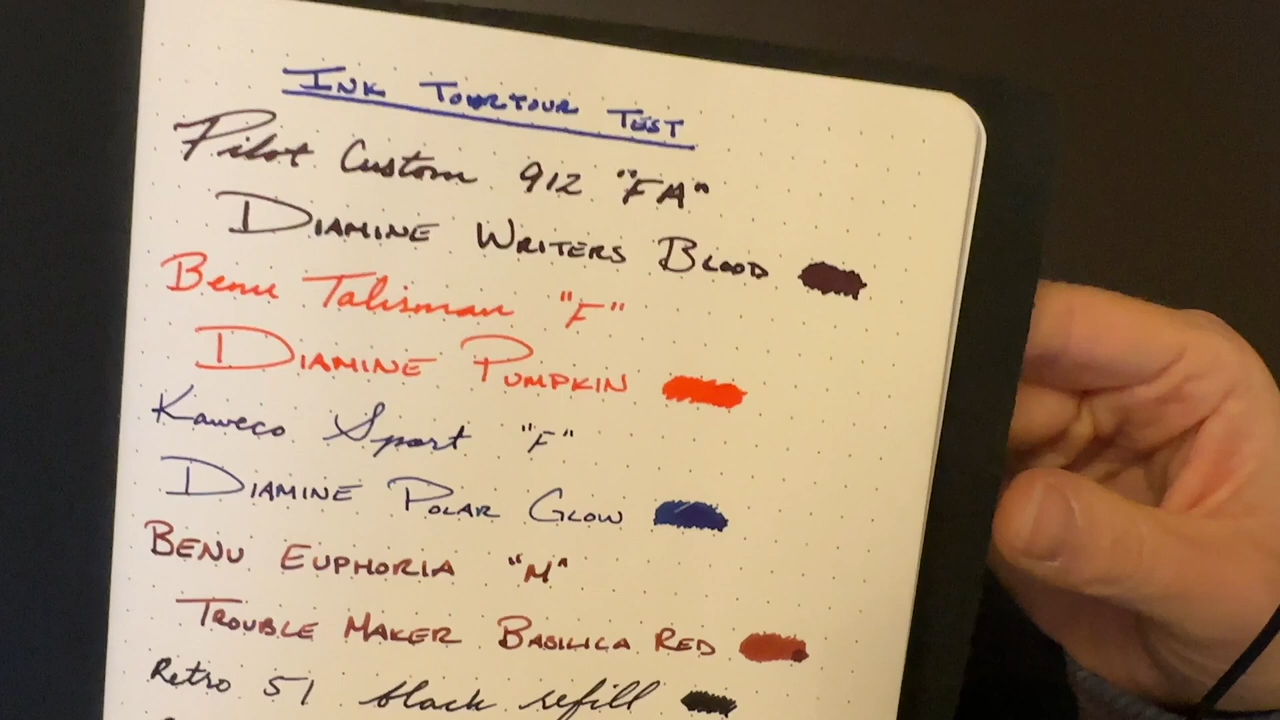 INK TOURTOUR TEST
Pilot Custom 912 "FA"
DIAMINE WRITERS BLOOD
Benu Talisman "F"
DIAMINE PUMPKIN
Kaweco Sport "F"
DIAMINE POLAR GLOW
BENU EUPHORIA "M"
TROUBLE MAKER BASILICA RED
Retro 51 black refill